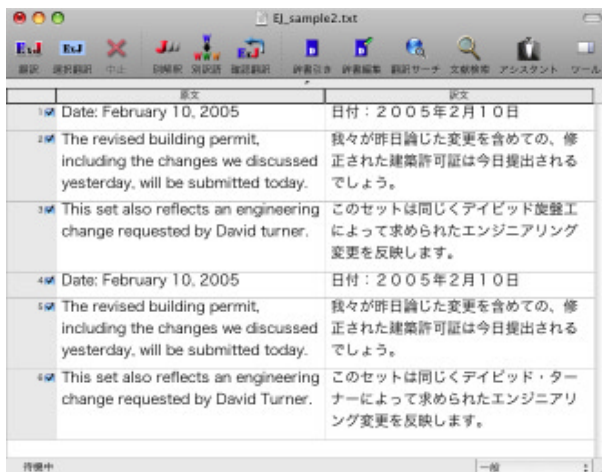 EJ_sample2.txt
翻訳 選択翻訳 中止 別解釈 別訳語 確認翻訳 辞書引き 辞書編集 翻訳サーチ 文献検索 アシスタント ツール
原文 訳文
1 Date: February 10, 2005 日付：２００５年２月１０日
2 The revised building permit, 我々が昨日論じた変更を含めての、修
including the changes we discussed 正された建築許可証は今日提出される
yesterday, will be submitted today. でしょう。
3 This set also reflects an engineering このセットは同じくデイビッド旋盤工
change requested by David turner. によって求められたエンジニアリング
変更を反映します。
4 Date: February 10, 2005 日付：２００５年２月１０日
5 The revised building permit, 我々が昨日論じた変更を含めての、修
including the changes we discussed 正された建築許可証は今日提出される
yesterday, will be submitted today. でしょう。
6 This set also reflects an engineering このセットは同じくデイビッド・ター
change requested by David Turner. ナーによって求められたエンジニアリ
ング変更を反映します。
待機中 一般